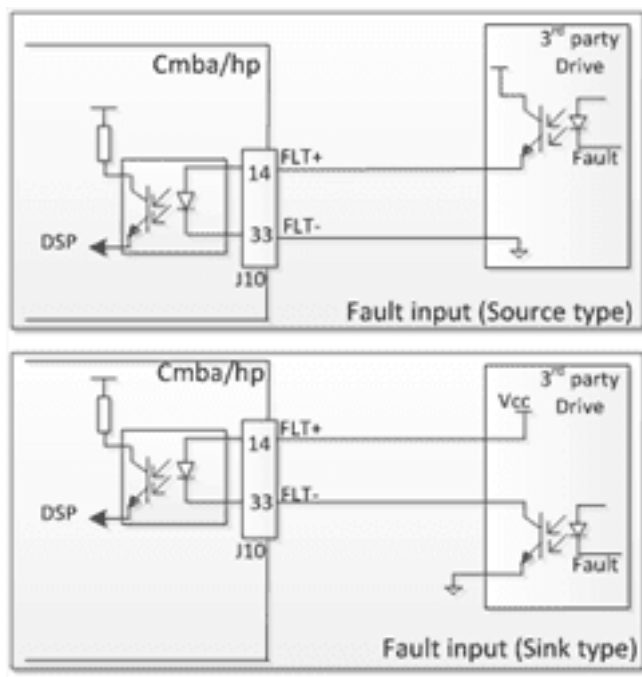 Cmba/hp
3rd party
Drive
14
FLT+
Fault
DSP
33
FLT-
J10
Fault input (Source type)
Cmba/hp
3rd party
Drive
Vcc
14
FLT+
33
FLT-
DSP
J10
Fault
Fault input (Sink type)